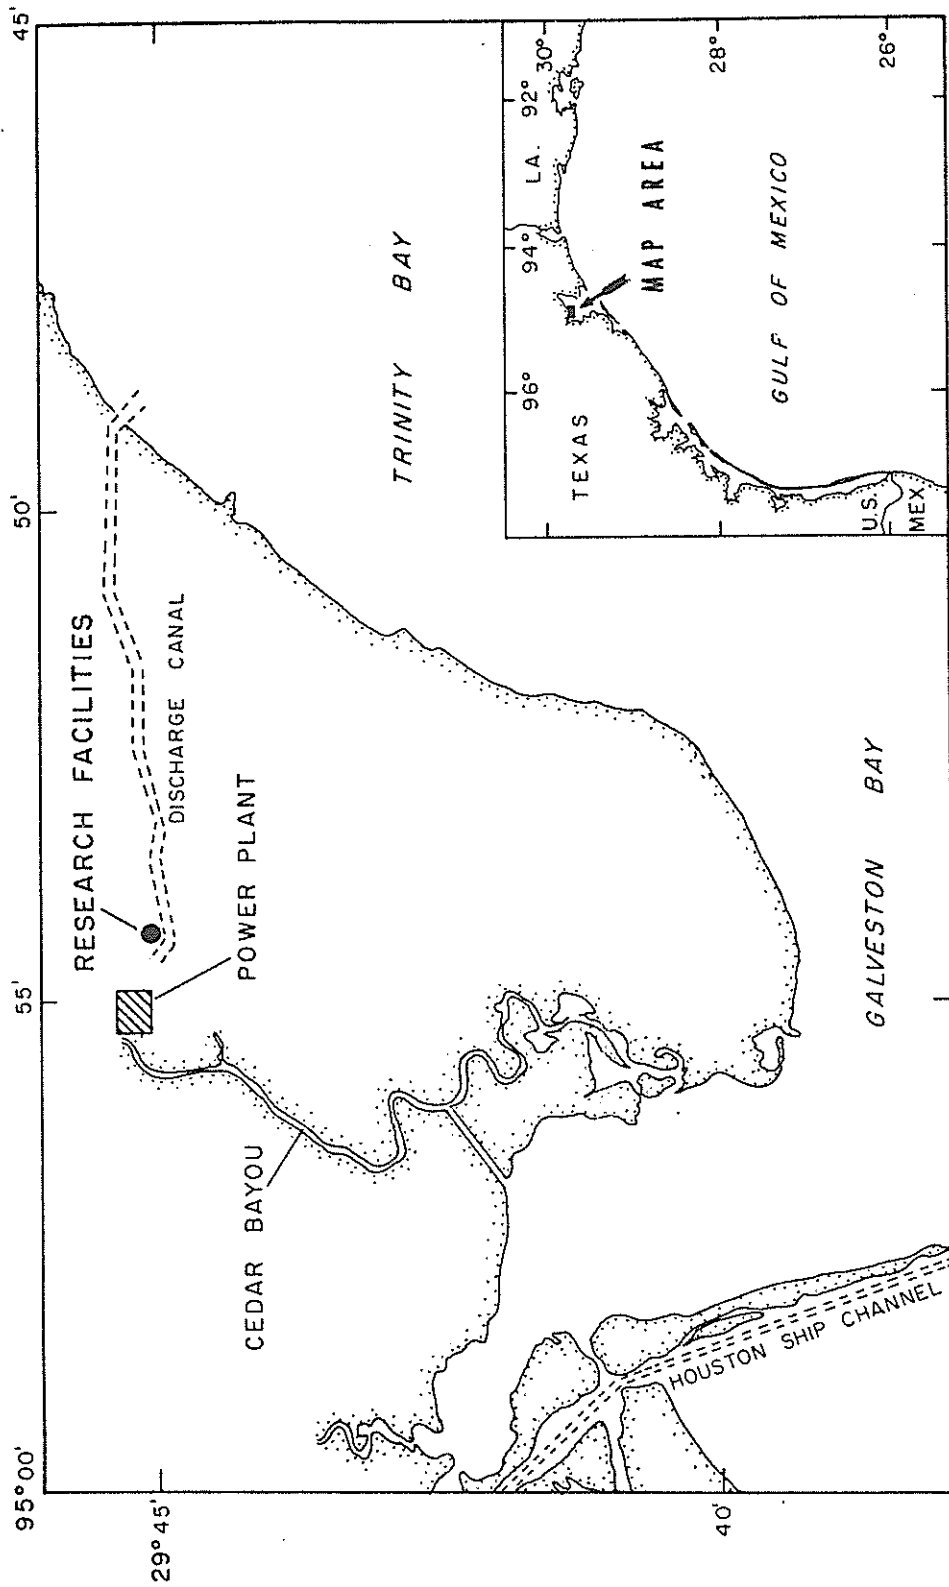 95°00'
55'
50'
45'
29°45'
40'
RESEARCH FACILITIES
DISCHARGE CANAL
POWER PLANT
CEDAR BAYOU
TRINITY BAY
GALVESTON BAY
HOUSTON SHIP CHANNEL
TEXAS
LA.
96°
94°
92°
30°
28°
26°
MAP AREA
GULF OF MEXICO
U.S.
MEX